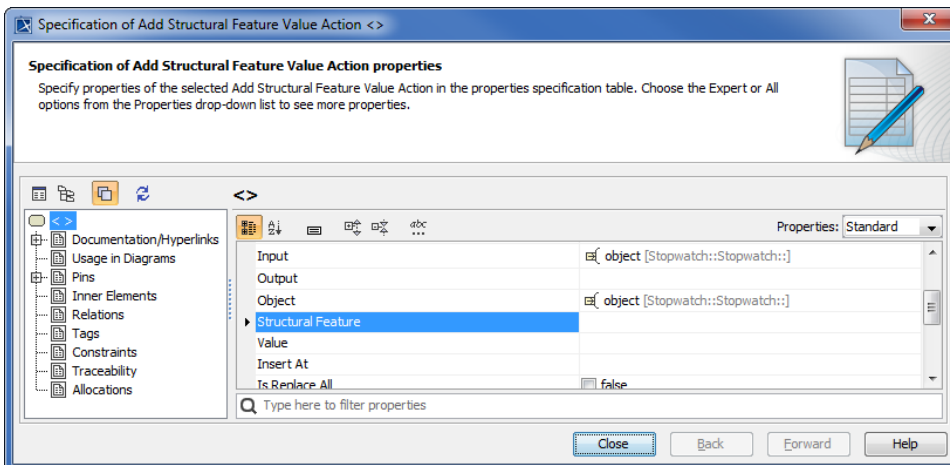 Specification of Add Structural Feature Value Action <>
Specification of Add Structural Feature Value Action properties
Specify properties of the selected Add Structural Feature Value Action in the properties specification table. Choose the Expert or All
options from the Properties drop-down list to see more properties.
<>
< >
Documentation/Hyperlinks
Usage in Diagrams
Pins
Inner Elements
Relations
Tags
Constraints
Traceability
Allocations
Properties: Standard
Input object [Stopwatch::Stopwatch::]
Output
Object object [Stopwatch::Stopwatch::]
Structural Feature
Value
Insert At
Is Replace All false
Type here to filter properties
Close Back Forward Help